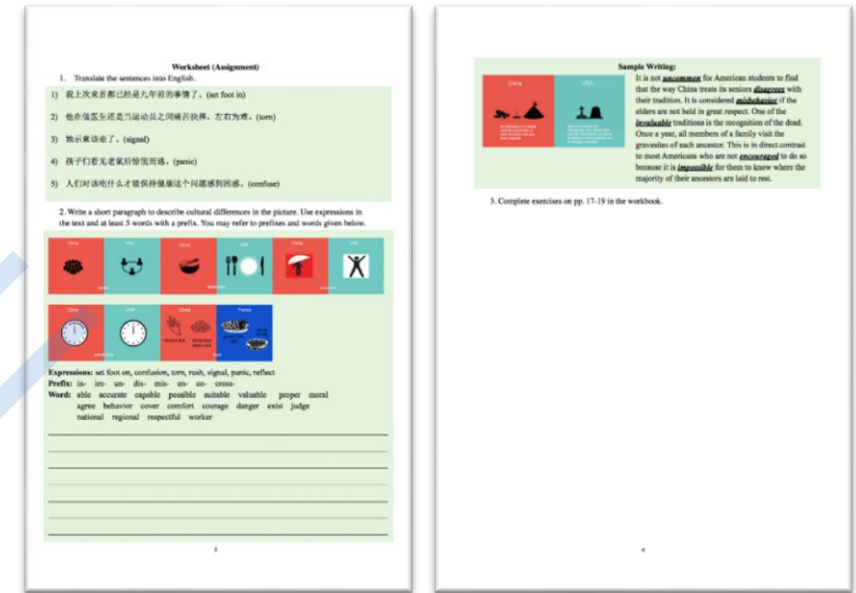 Worksheet (Assignment)
1. Translate the sentences into English.
1) 我上次来首都已经是九年前的事情了。(set foot in)
2) 他在做医生还是当运动员之间痛苦抉择，左右为难。(torn)
3) 她示意该走了。(signal)
4) 孩子们看见老鼠后惊慌而逃。(panic)
5) 人们对该吃什么才能保持健康这个问题感到困惑。(confuse)
2. Write a short paragraph to describe cultural differences in the picture. Use expressions in
the text and at least 5 words with a prefix. You may refer to prefixes and words given below.
China USA China USA China USA
China USA China France
Expressions: set foot on, confusion, torn, rush, signal, panic, reflect
Prefix: in- im- un- dis- mis- en- co- cross-
Word: able accurate capable possible suitable valuable proper moral
agree behavior cover comfort courage danger exist judge
national regional respectful worker
5
Sample Writing:
China USA
It is not uncommon for American students to find
that the way China treats its seniors disagrees with
their tradition. It is considered misbehavior if the
elders are not held in great respect. One of the
invaluable traditions is the recognition of the dead.
Once a year, all members of a family visit the
gravesites of each ancestor. This is in direct contrast
to most Americans who are not encouraged to do so
because it is impossible for them to know where the
majority of their ancestors are laid to rest.
3. Complete exercises on pp. 17-19 in the workbook.